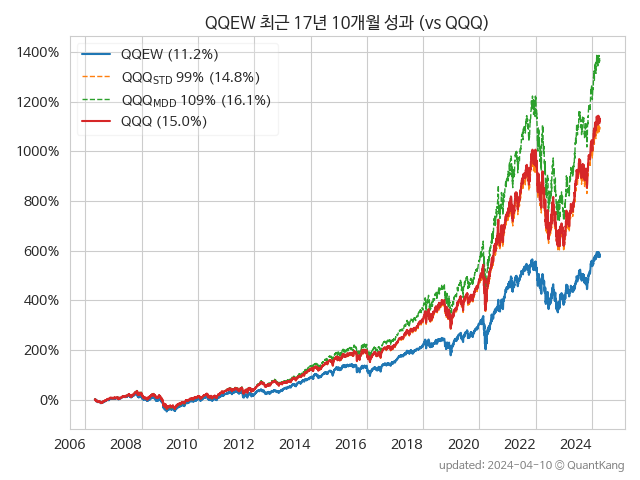 QQEW 최근 17년 10개월 성과 (vs QQQ)
1400%
1200%
1000%
800%
600%
400%
200%
0%
QQEW (11.2%)
QQQSTD 99% (14.8%)
QQQMDD 109% (16.1%)
QQQ (15.0%)
2006 2008 2010 2012 2014 2016 2018 2020 2022 2024
updated: 2024-04-10 © QuantKang